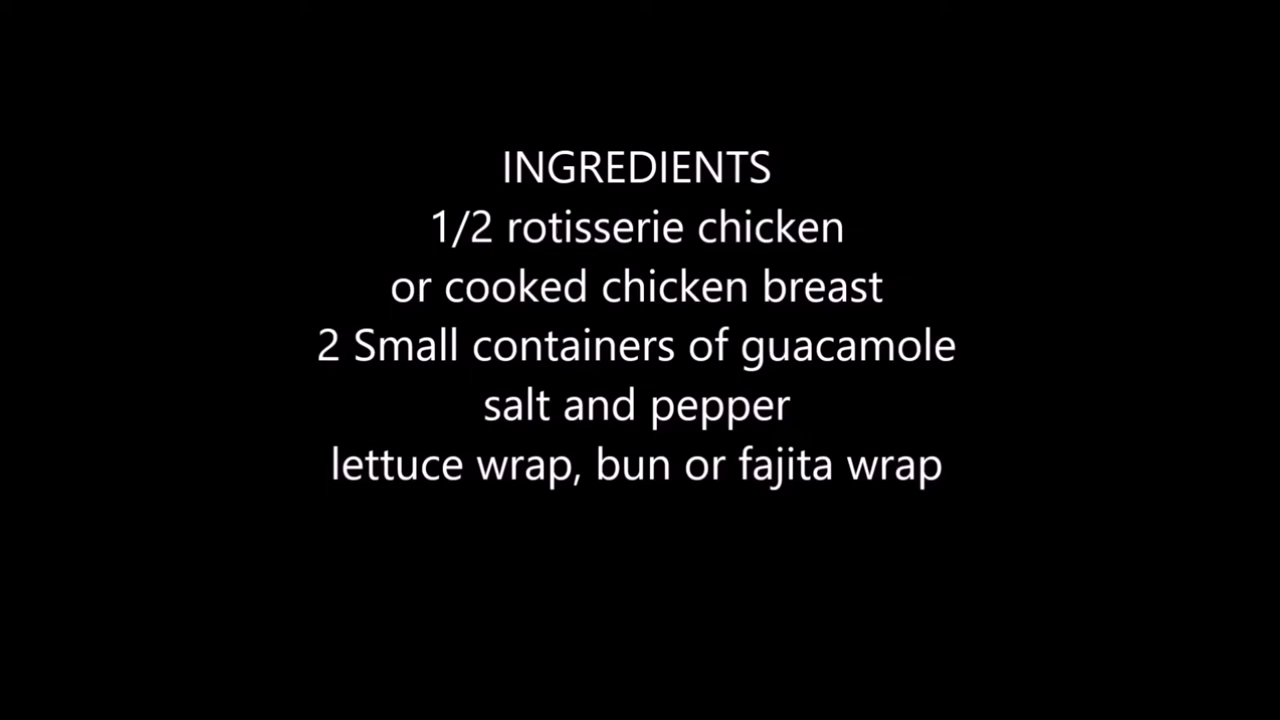 INGREDIENTS
1/2 rotisserie chicken
or cooked chicken breast
2 Small containers of guacamole
salt and pepper
lettuce wrap, bun or fajita wrap